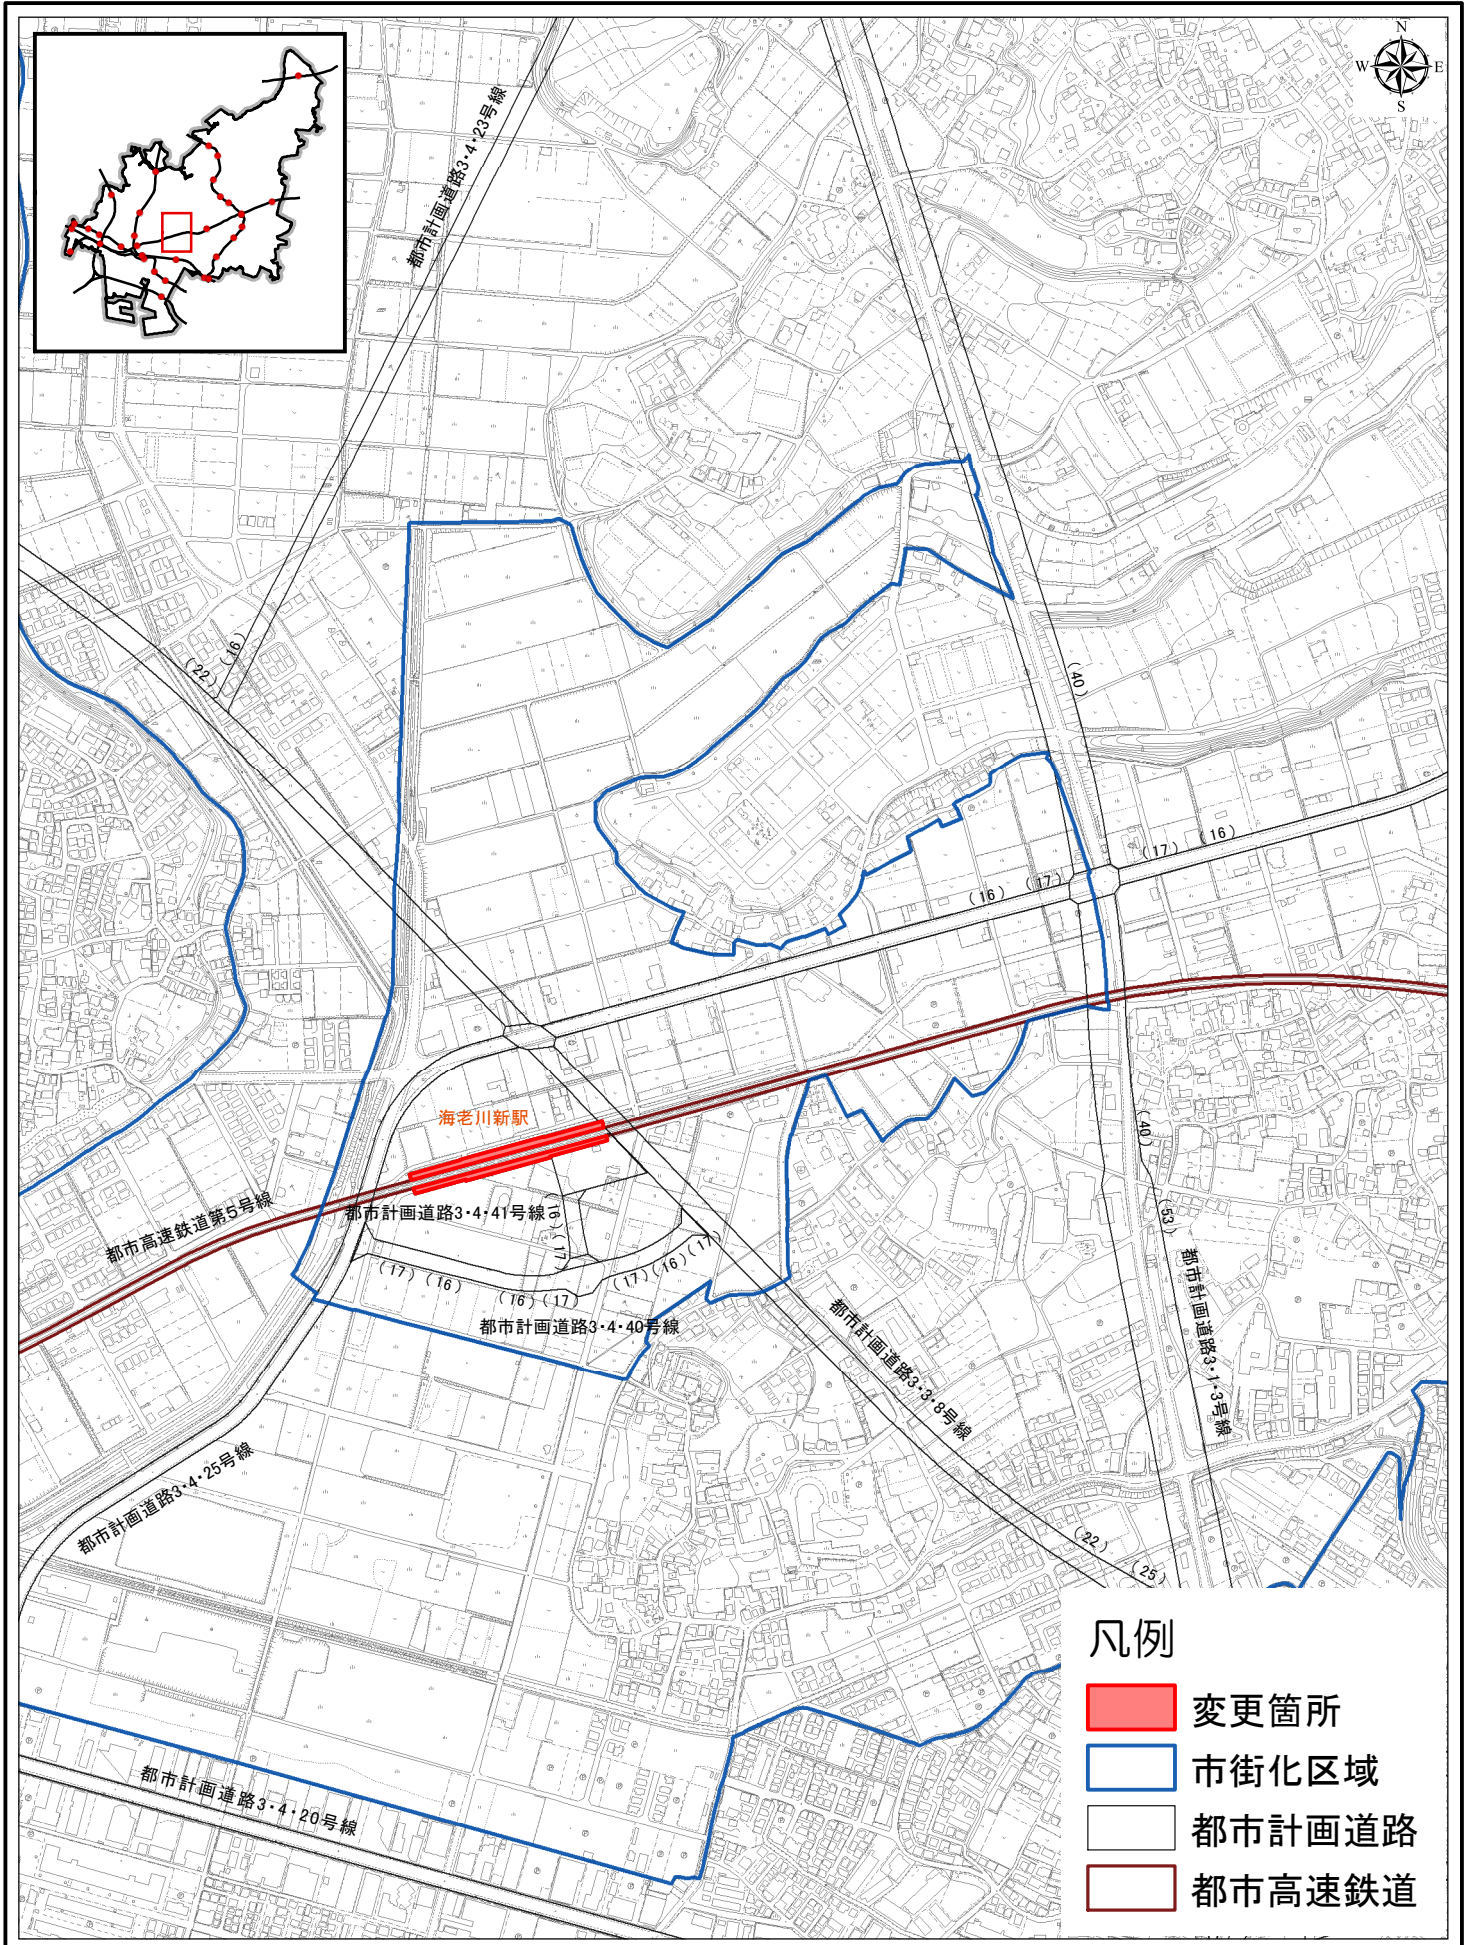 N
W
E
S
都市計画道路3・4・23号線
(22)
(16)
(40)
(16)
(17)
(17)
(16)
海老川新駅
都市高速鉄道第5号線
都市計画道路3・4・41号線
(16)
(17)
(17)
(16)
(16)
(17)
(17)
(16)
(17)
都市計画道路3・4・40号線
(40)
(53)
都市計画道路3・1・3号線
都市計画道路3・3・8号線
都市計画道路3・4・25号線
(22)
(25)
都市計画道路3・4・20号線
凡例
変更箇所
市街化区域
都市計画道路
都市高速鉄道